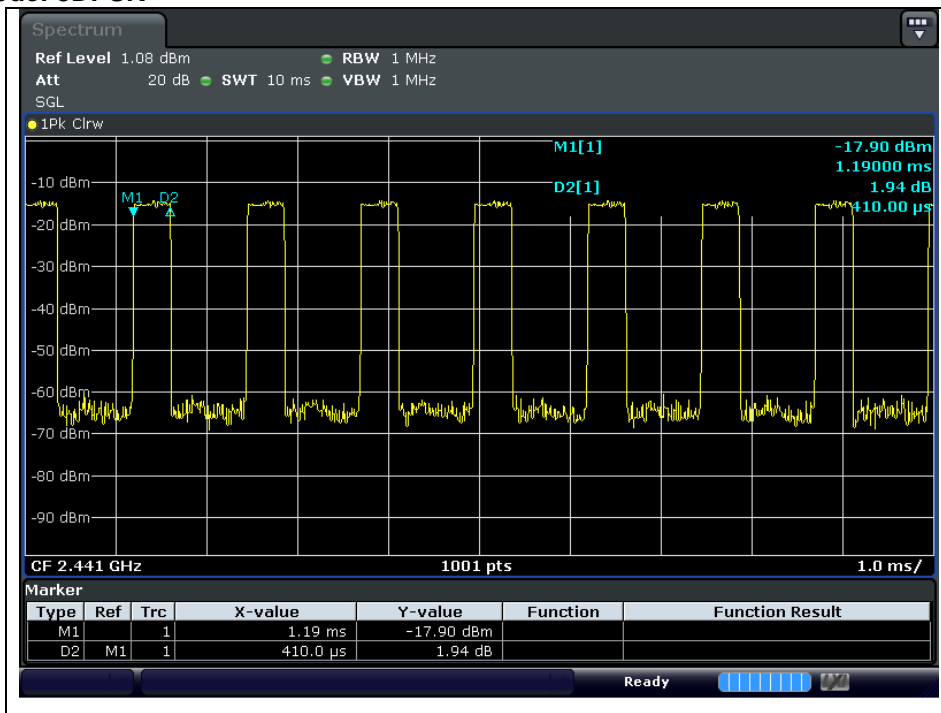 Spectrum
Ref Level 1.08 dBm RBW 1 MHz
Att 20 dB SWT 10 ms VBW 1 MHz
SGL
1Pk Clrw
M1[1] -17.90 dBm
1.19000 ms
D2[1] 1.94 dB
410.00 µs
M1 D2
-10 dBm
-20 dBm
-30 dBm
-40 dBm
-50 dBm
-60 dBm
-70 dBm
-80 dBm
-90 dBm
CF 2.441 GHz 1001 pts 1.0 ms/
Marker
Type Ref Trc X-value Y-value Function Function Result
M1 1 1.19 ms -17.90 dBm
D2 M1 1 410.0 µs 1.94 dB
Ready